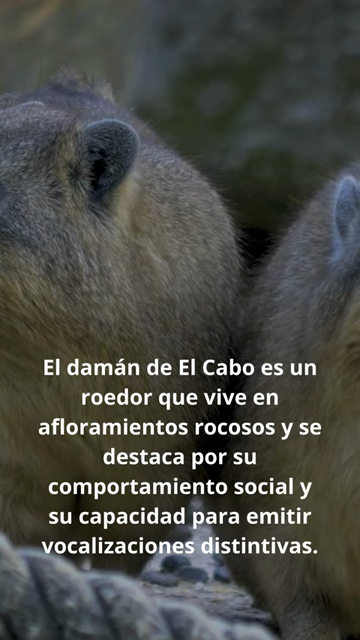 El damán de El Cabo es un
roedor que vive en
afloramientos rocosos y se
destaca por su
comportamiento social y
su capacidad para emitir
vocalizaciones distintivas.